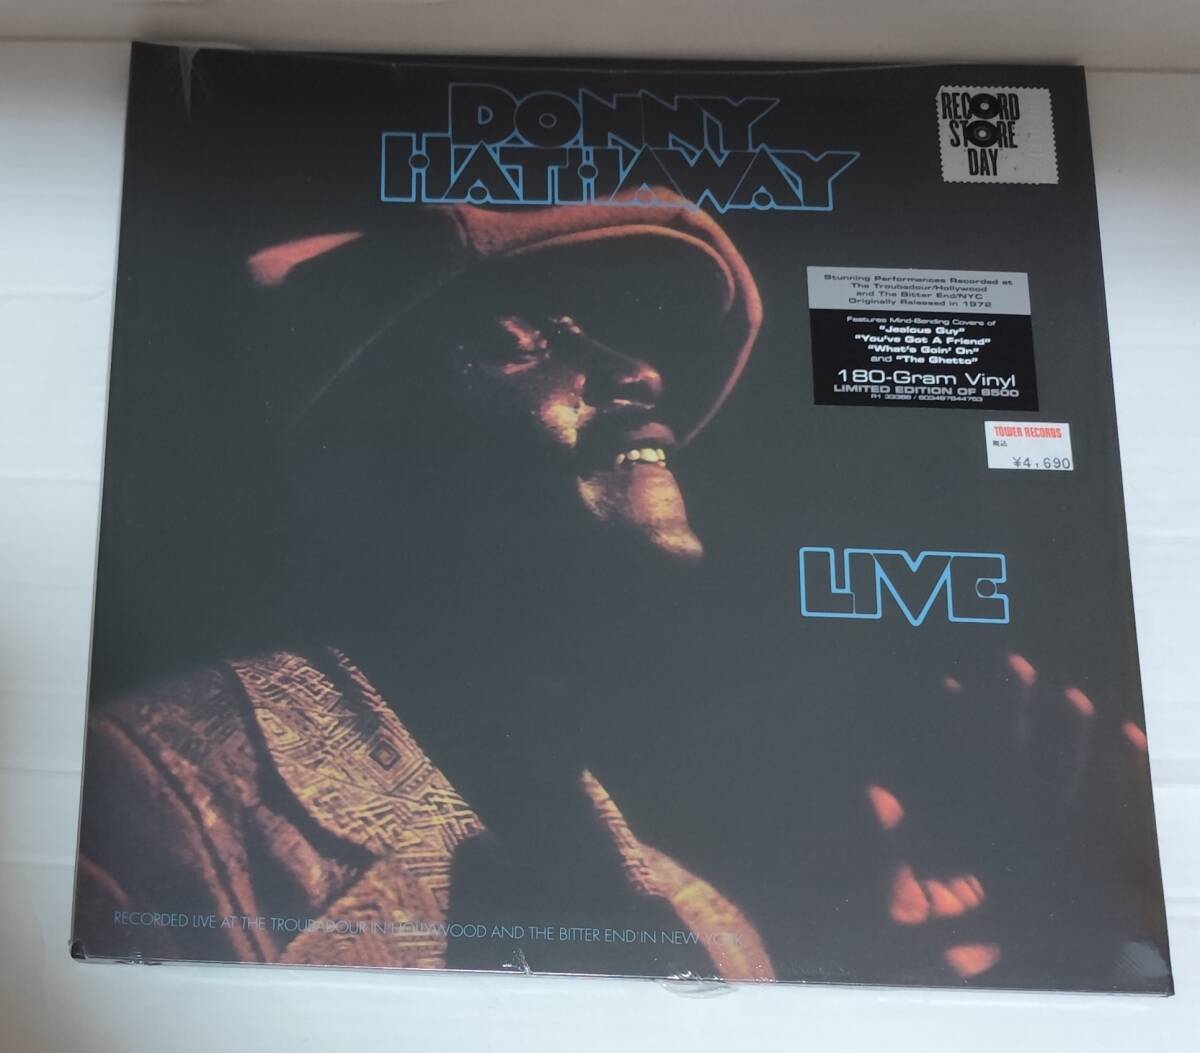 DONNY
HATHAWAY
RECORD
STORE
DAY
Stunning Performances Recorded at
The Troubadour/Hollywood
and The Bitter End/NYC
Originally Released in 1972
Features Mind-Bending Covers of
"Jealous Guy"
"You've Got A Friend"
"What's Goin' On"
and "The Ghetto"
180-Gram Vinyl
LIMITED EDITION OF 8500
TOWER RECORDS
税込
¥4,690
LIVE
RECORDED LIVE AT THE TROUBADOUR IN HOLLYWOOD AND THE BITTER END IN NEW YORK